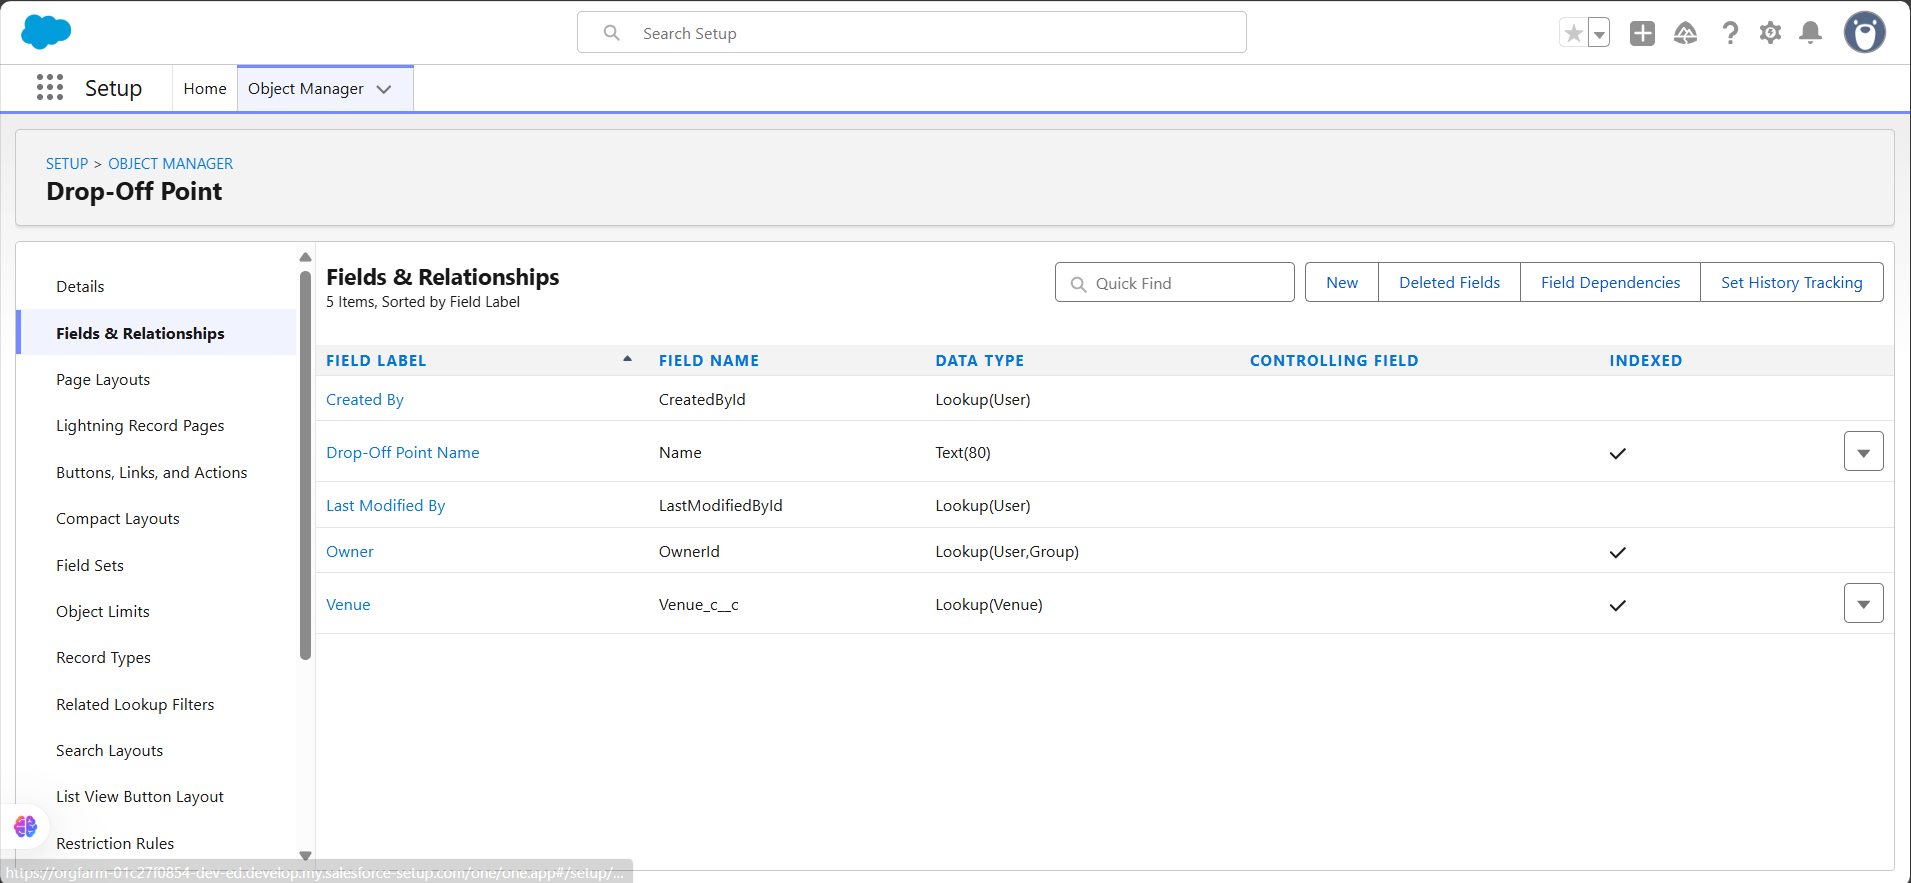 Search Setup
Setup
Home
Object Manager
SETUP > OBJECT MANAGER
Drop-Off Point
Details
Fields & Relationships
Page Layouts
Lightning Record Pages
Buttons, Links, and Actions
Compact Layouts
Field Sets
Object Limits
Record Types
Related Lookup Filters
Search Layouts
List View Button Layout
Restriction Rules
Fields & Relationships
5 Items, Sorted by Field Label
Quick Find
New
Deleted Fields
Field Dependencies
Set History Tracking
FIELD LABEL FIELD NAME DATA TYPE CONTROLLING FIELD INDEXED
Created By CreatedById Lookup(User)
Drop-Off Point Name Name Text(80)
Last Modified By LastModifiedById Lookup(User)
Owner OwnerId Lookup(User,Group)
Venue Venue_c__c Lookup(Venue)
https://orgfarm-01c27f0854-dev-ed.develop.my.salesforce-setup.com/one/one.app#/setup/...